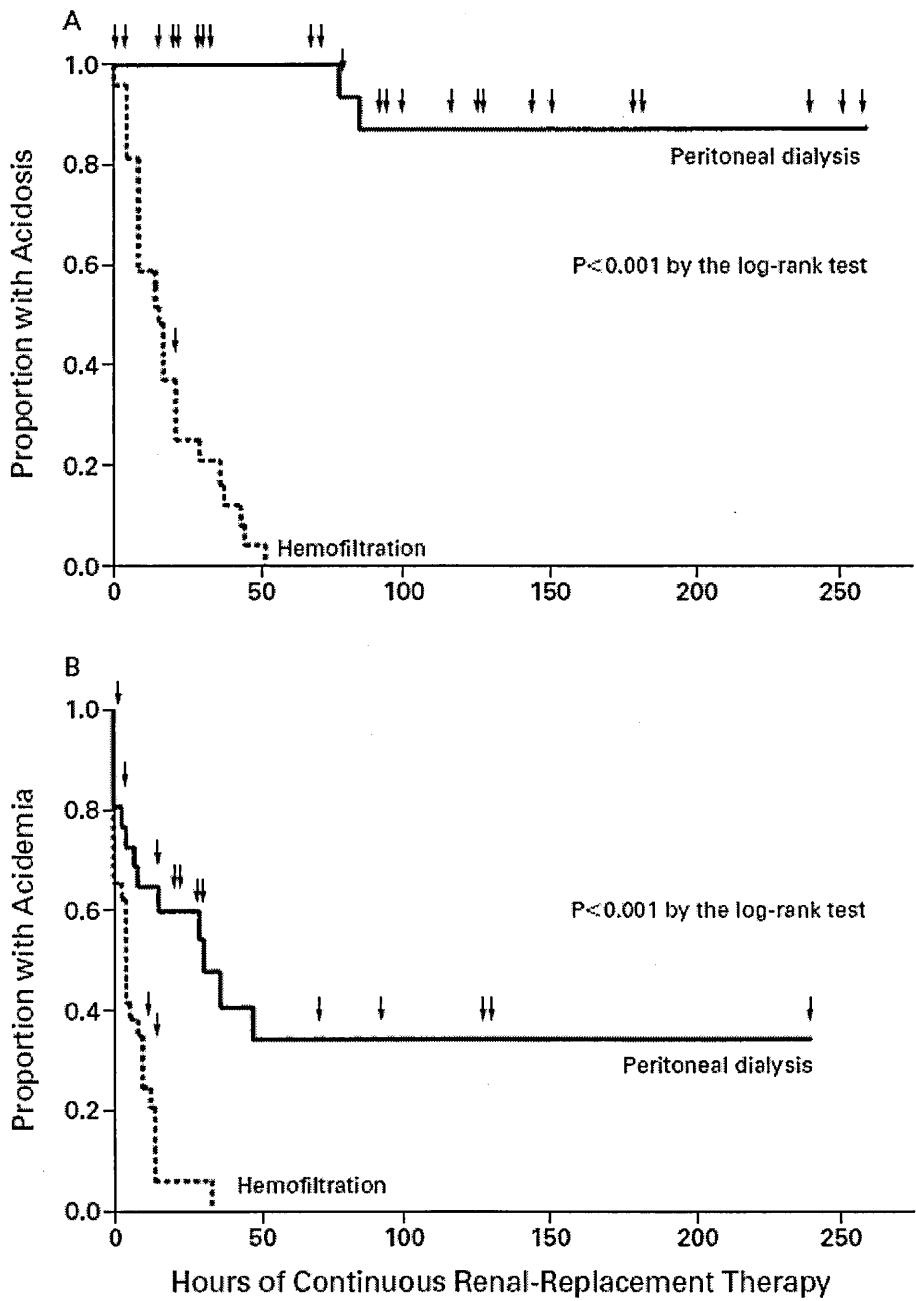 A
1.0
0.8
0.6
0.4
0.2
0.0
Proportion with Acidosis
Peritoneal dialysis
P<0.001 by the log-rank test
Hemofiltration
0 50 100 150 200 250
B
1.0
0.8
0.6
0.4
0.2
0.0
Proportion with Acidemia
P<0.001 by the log-rank test
Peritoneal dialysis
Hemofiltration
0 50 100 150 200 250
Hours of Continuous Renal-Replacement Therapy